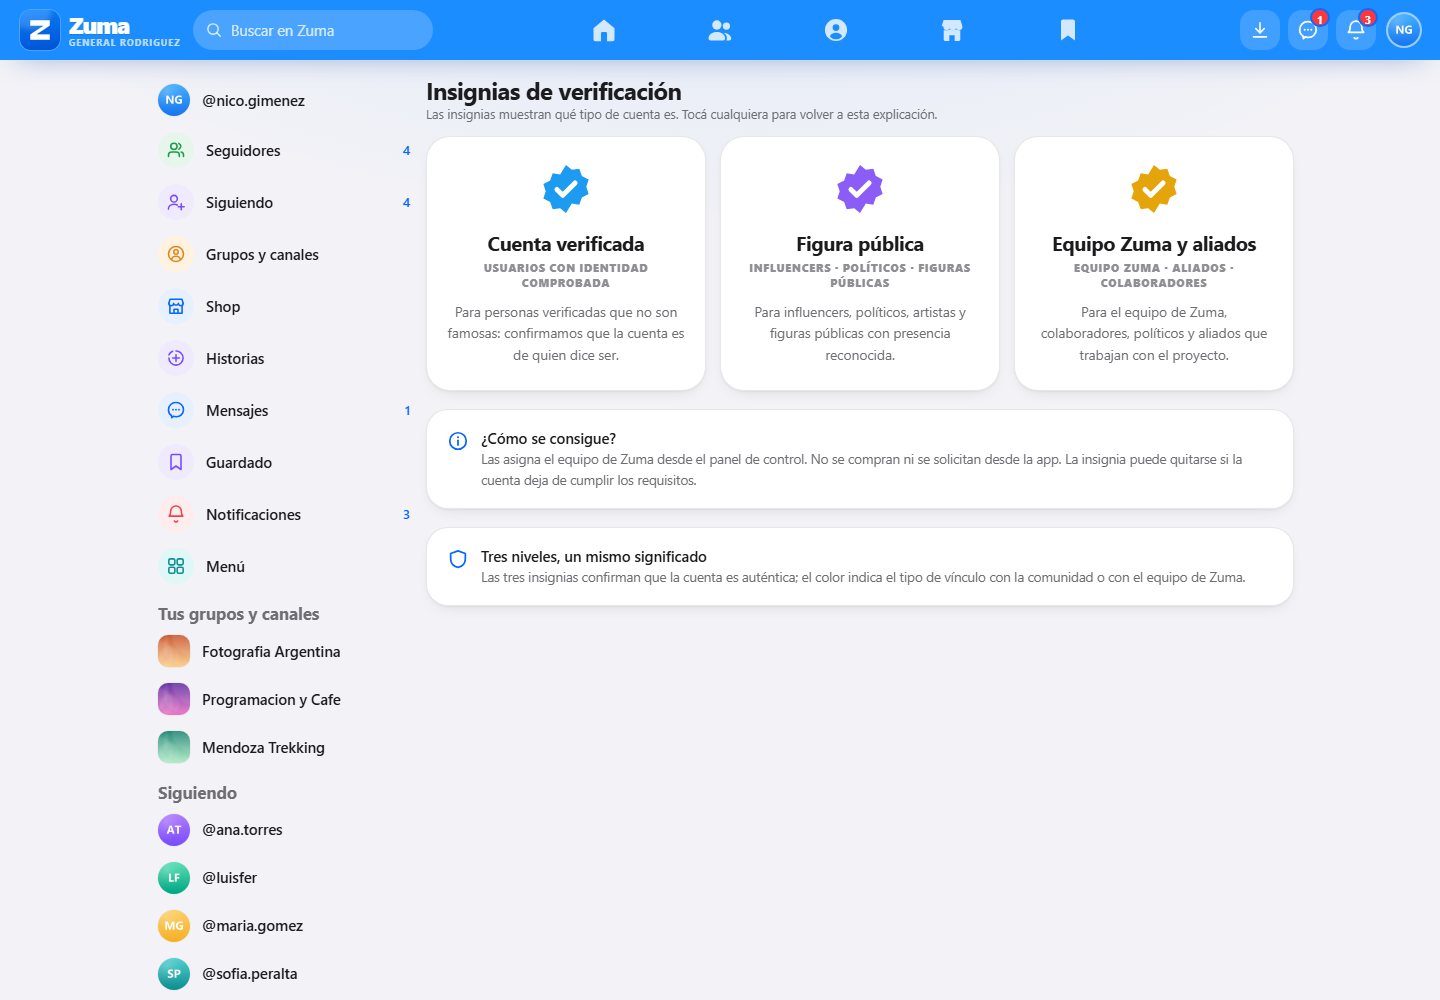 Z
Zuma
GENERAL RODRIGUEZ
Buscar en Zuma
1
3
NG
NG
@nico.gimenez
Seguidores
4
Siguiendo
4
Grupos y canales
Shop
Historias
Mensajes
1
Guardado
Notificaciones
3
Menú
Tus grupos y canales
Fotografia Argentina
Programacion y Cafe
Mendoza Trekking
Siguiendo
AT
@ana.torres
LF
@luisfer
MG
@maria.gomez
SP
@sofia.peralta
Insignias de verificación
Las insignias muestran qué tipo de cuenta es. Tocá cualquiera para volver a esta explicación.
Cuenta verificada
USUARIOS CON IDENTIDAD
COMPROBADA
Para personas verificadas que no son
famosas: confirmamos que la cuenta es
de quien dice ser.
Figura pública
INFLUENCERS · POLÍTICOS · FIGURAS
PÚBLICAS
Para influencers, políticos, artistas y
figuras públicas con presencia
reconocida.
Equipo Zuma y aliados
EQUIPO ZUMA · ALIADOS ·
COLABORADORES
Para el equipo de Zuma,
colaboradores, políticos y aliados que
trabajan con el proyecto.
¿Cómo se consigue?
Las asigna el equipo de Zuma desde el panel de control. No se compran ni se solicitan desde la app. La insignia puede quitarse si la
cuenta deja de cumplir los requisitos.
Tres niveles, un mismo significado
Las tres insignias confirman que la cuenta es auténtica; el color indica el tipo de vínculo con la comunidad o con el equipo de Zuma.